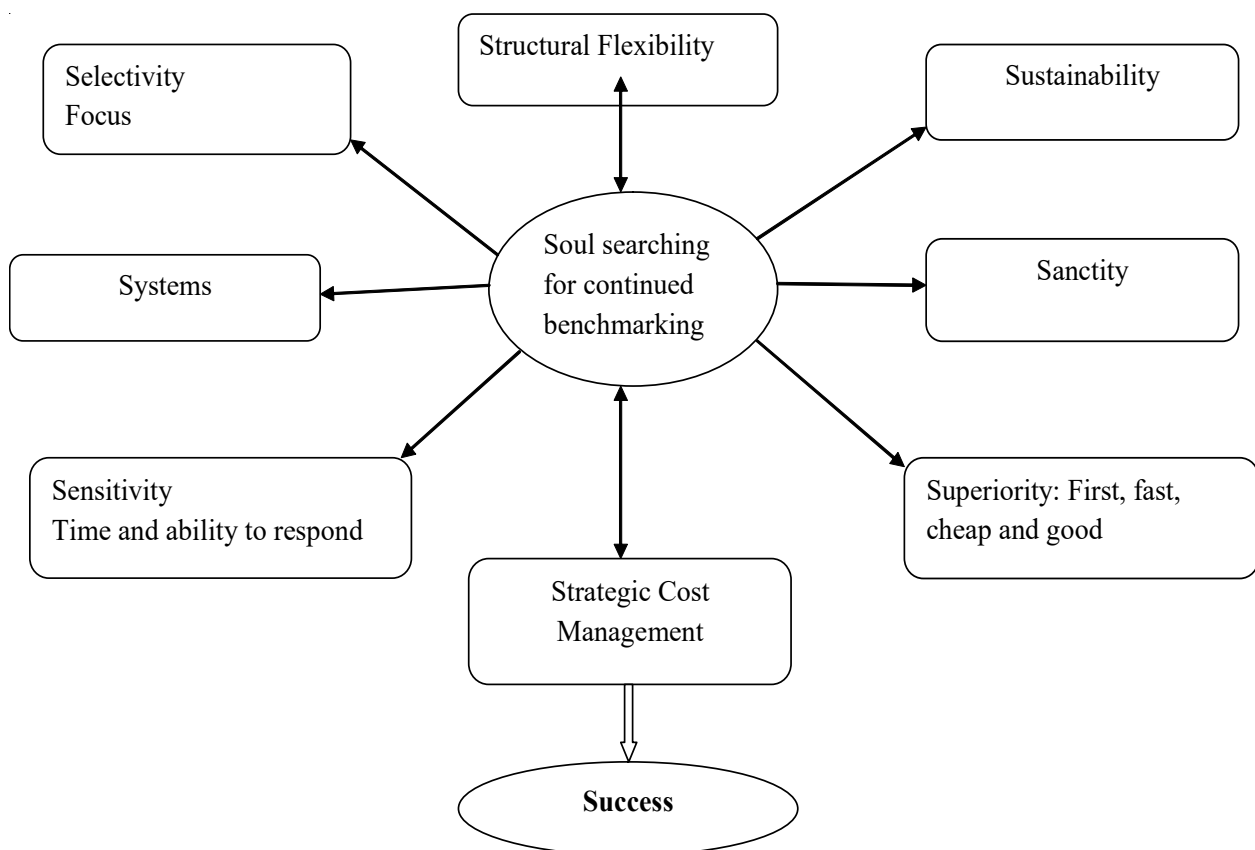 Structural Flexibility
Selectivity
Focus
Sustainability
Soul searching
for continued
benchmarking
Systems
Sanctity
Sensitivity
Time and ability to respond
Superiority: First, fast,
cheap and good
Strategic Cost
Management
Success